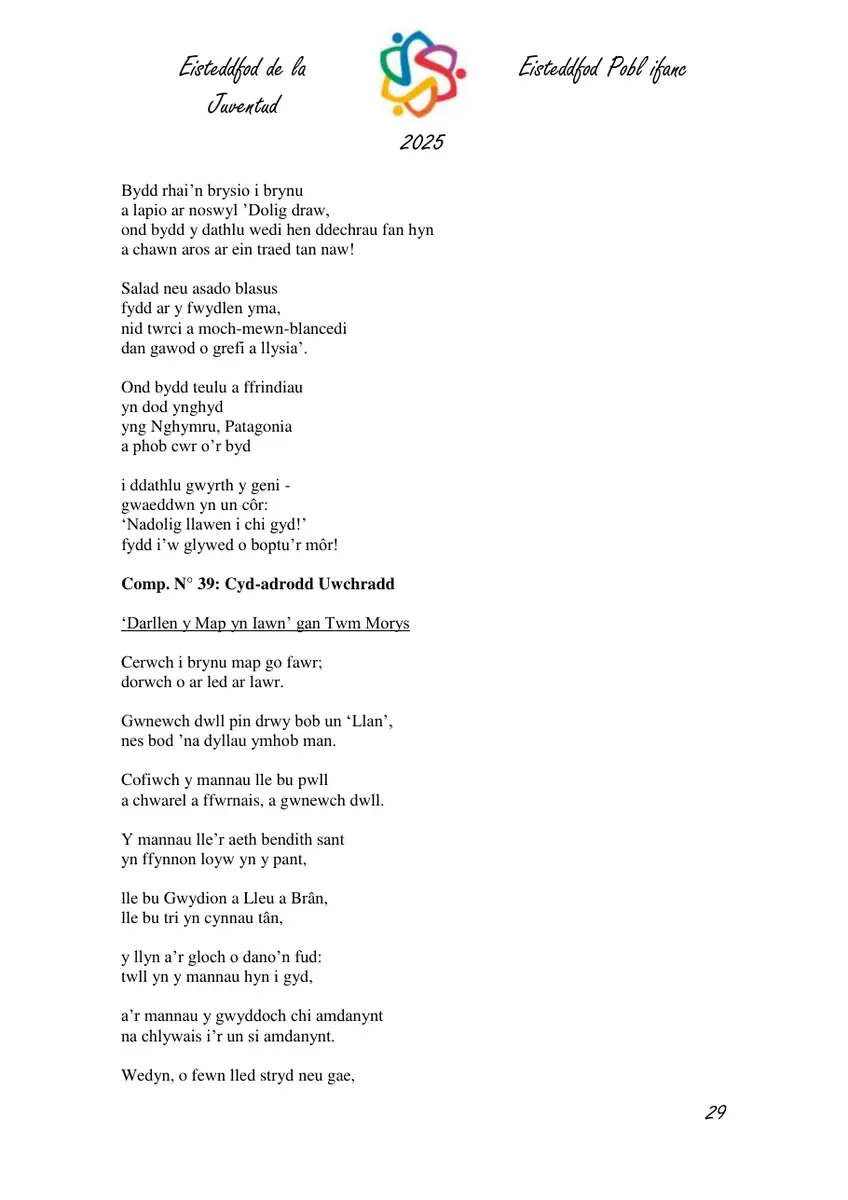 Eisteddfod de la
Juventud
Eisteddfod Pobl ifanc
2025
Bydd rhai’n brysio i brynu
a lapio ar noswyl ’Dolig draw,
ond bydd y dathlu wedi hen ddechrau fan hyn
a chawn aros ar ein traed tan naw!
Salad neu asado blasus
fydd ar y fwydlen yma,
nid twrci a moch-mewn-blancedi
dan gawod o grefi a llysia’.
Ond bydd teulu a ffrindiau
yn dod ynghyd
yng Nghymru, Patagonia
a phob cwr o’r byd
i ddathlu gwyrth y geni -
gwaeddwn yn un côr:
‘Nadolig llawen i chi gyd!’
fydd i’w glywed o boptu’r môr!
Comp. N° 39: Cyd-adrodd Uwchradd
‘Darllen y Map yn Iawn’ gan Twm Morys
Cerwch i brynu map go fawr;
dorwch o ar led ar lawr.
Gwnewch dwll pin drwy bob un ‘Llan’,
nes bod ’na dyllau ymhob man.
Cofiwch y mannau lle bu pwll
a chwarel a ffwrnais, a gwnewch dwll.
Y mannau lle’r aeth bendith sant
yn ffynnon loyw yn y pant,
lle bu Gwydion a Lleu a Brân,
lle bu tri yn cynnau tân,
y llyn a’r gloch o dano’n fud:
twll yn y mannau hyn i gyd,
a’r mannau y gwyddoch chi amdanynt
na chlywais i’r un si amdanynt.
Wedyn, o fewn lled stryd neu gae,
29